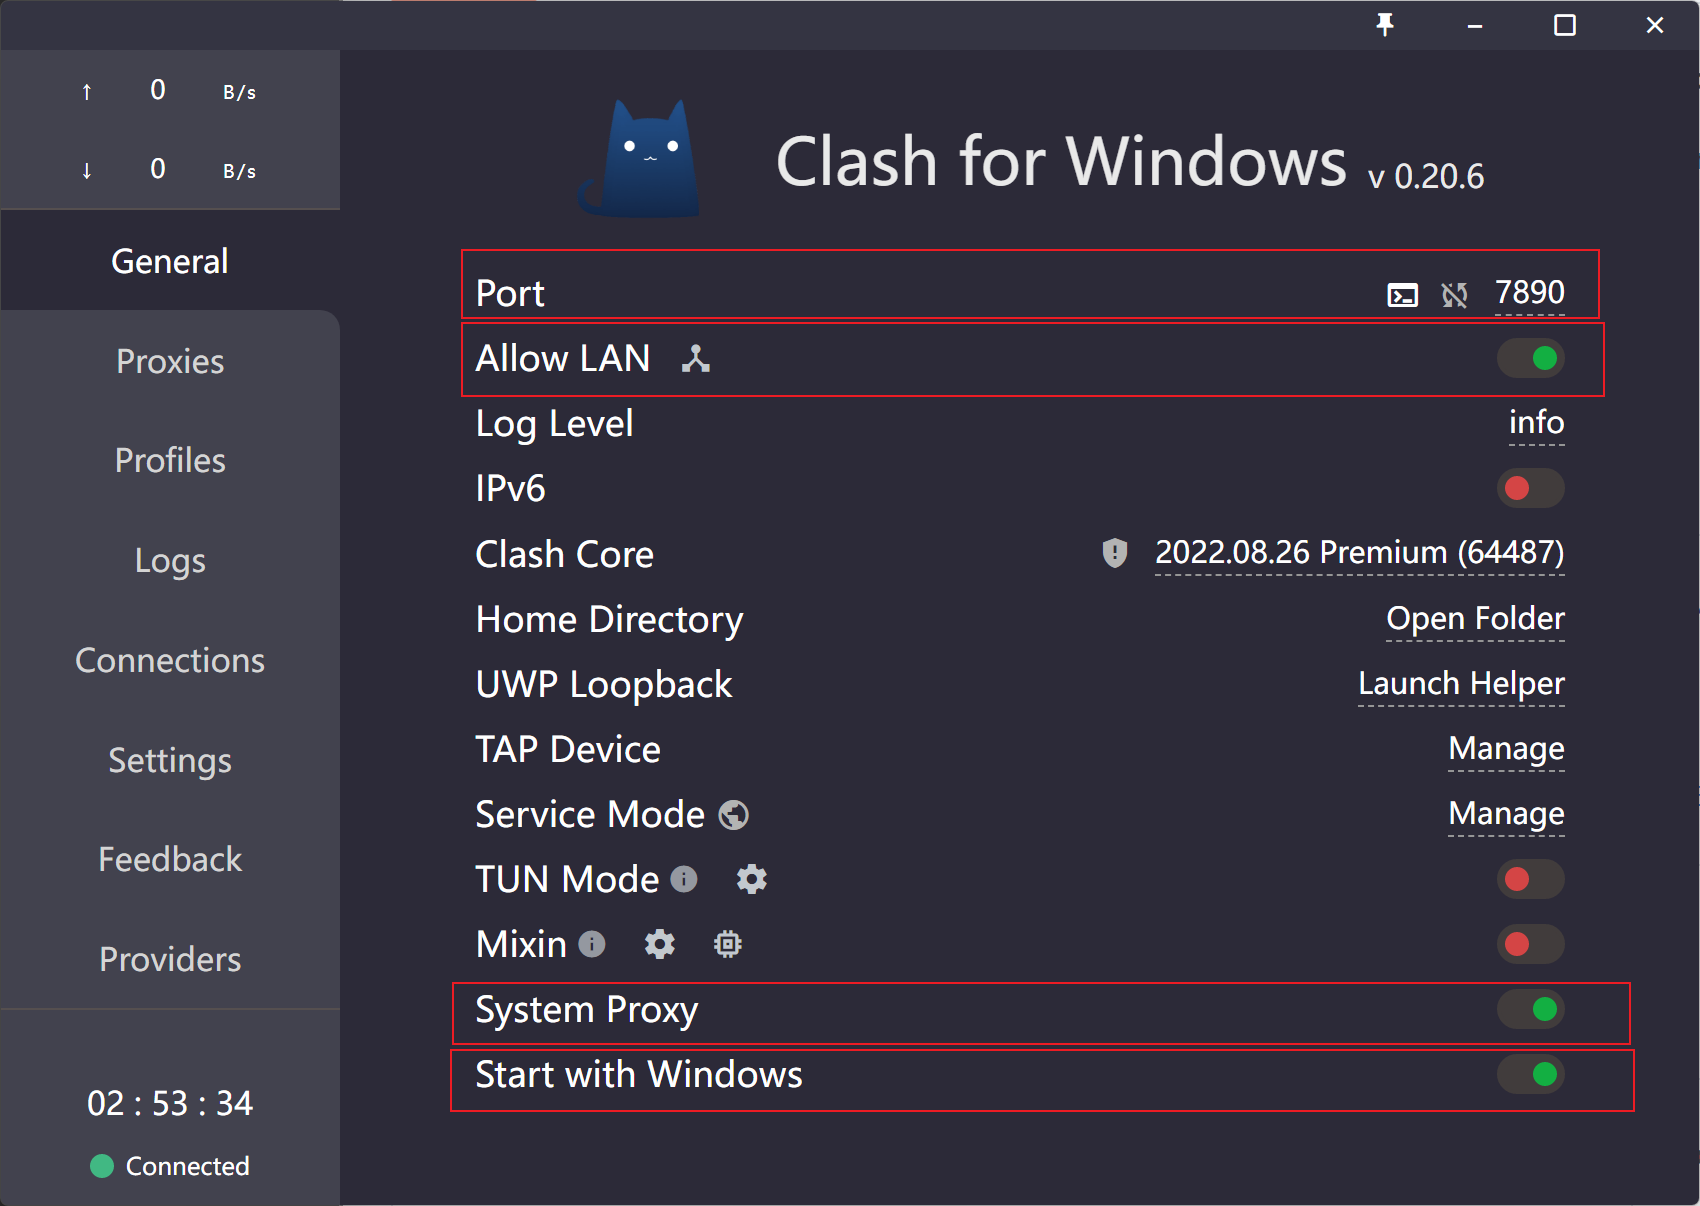 ↑ 0 B/s
↓ 0 B/s
General
Proxies
Profiles
Logs
Connections
Settings
Feedback
Providers
02 : 53 : 34
Connected
Clash for Windows v 0.20.6
Port 7890
Allow LAN
Log Level info
IPv6
Clash Core 2022.08.26 Premium (64487)
Home Directory Open Folder
UWP Loopback Launch Helper
TAP Device Manage
Service Mode Manage
TUN Mode
Mixin
System Proxy
Start with Windows